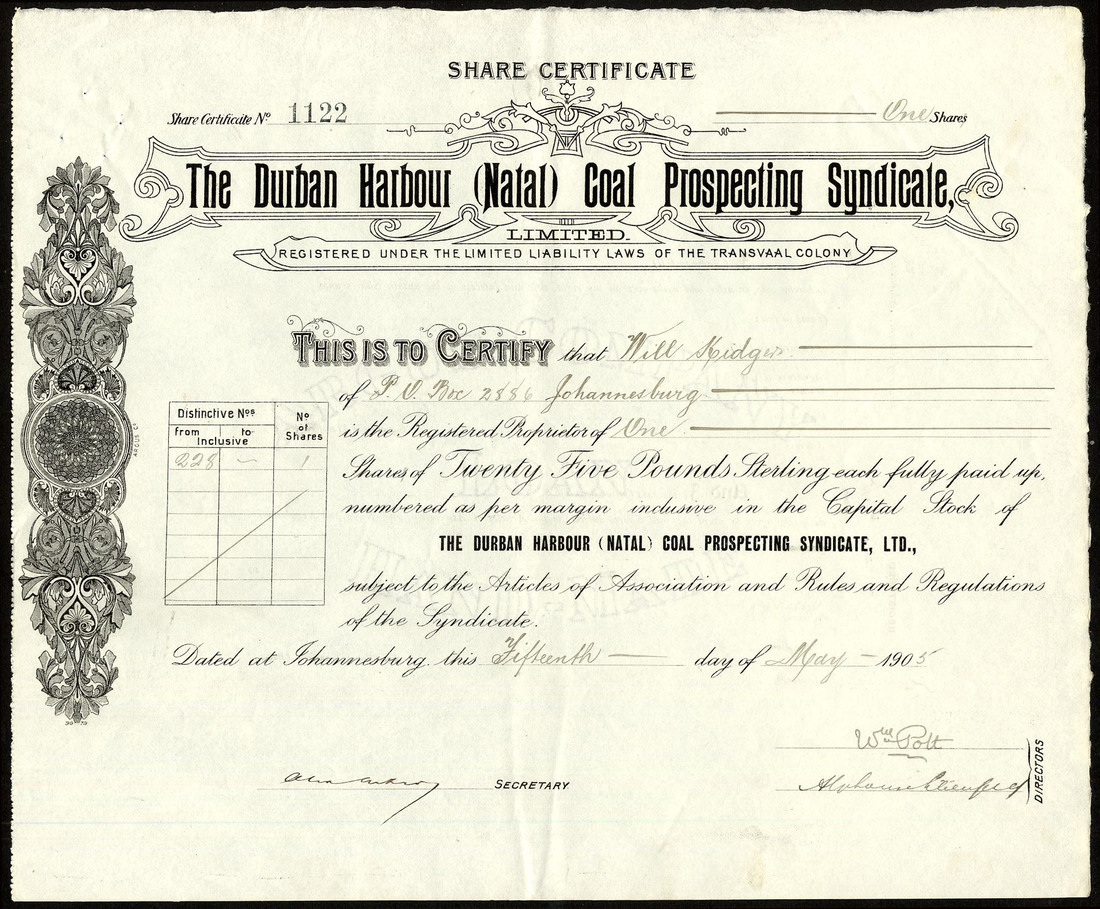 SHARE CERTIFICATE
Share Certificate No 1122
One Shares
The Durban Harbour (Natal) Coal Prospecting Syndicate,
LIMITED.
REGISTERED UNDER THE LIMITED LIABILITY LAWS OF THE TRANSVAAL COLONY
THIS IS TO CERTIFY that Will
of P. O. Box 2886 Johannesburg
is the Registered Proprietor of One
Shares of Twenty Five Pounds Sterling each fully paid up,
numbered as per margin inclusive in the Capital Stock of
THE DURBAN HARBOUR (NATAL) COAL PROSPECTING SYNDICATE, LTD.,
subject to the Articles of Association and Rules and Regulations
of the Syndicate.
Distinctive Nos
No of Shares
from to
Inclusive
228 — 1
Dated at Johannesburg. this Fifteenth day of May 1905
Wm Pott
SECRETARY
Alphonse
DIRECTORS